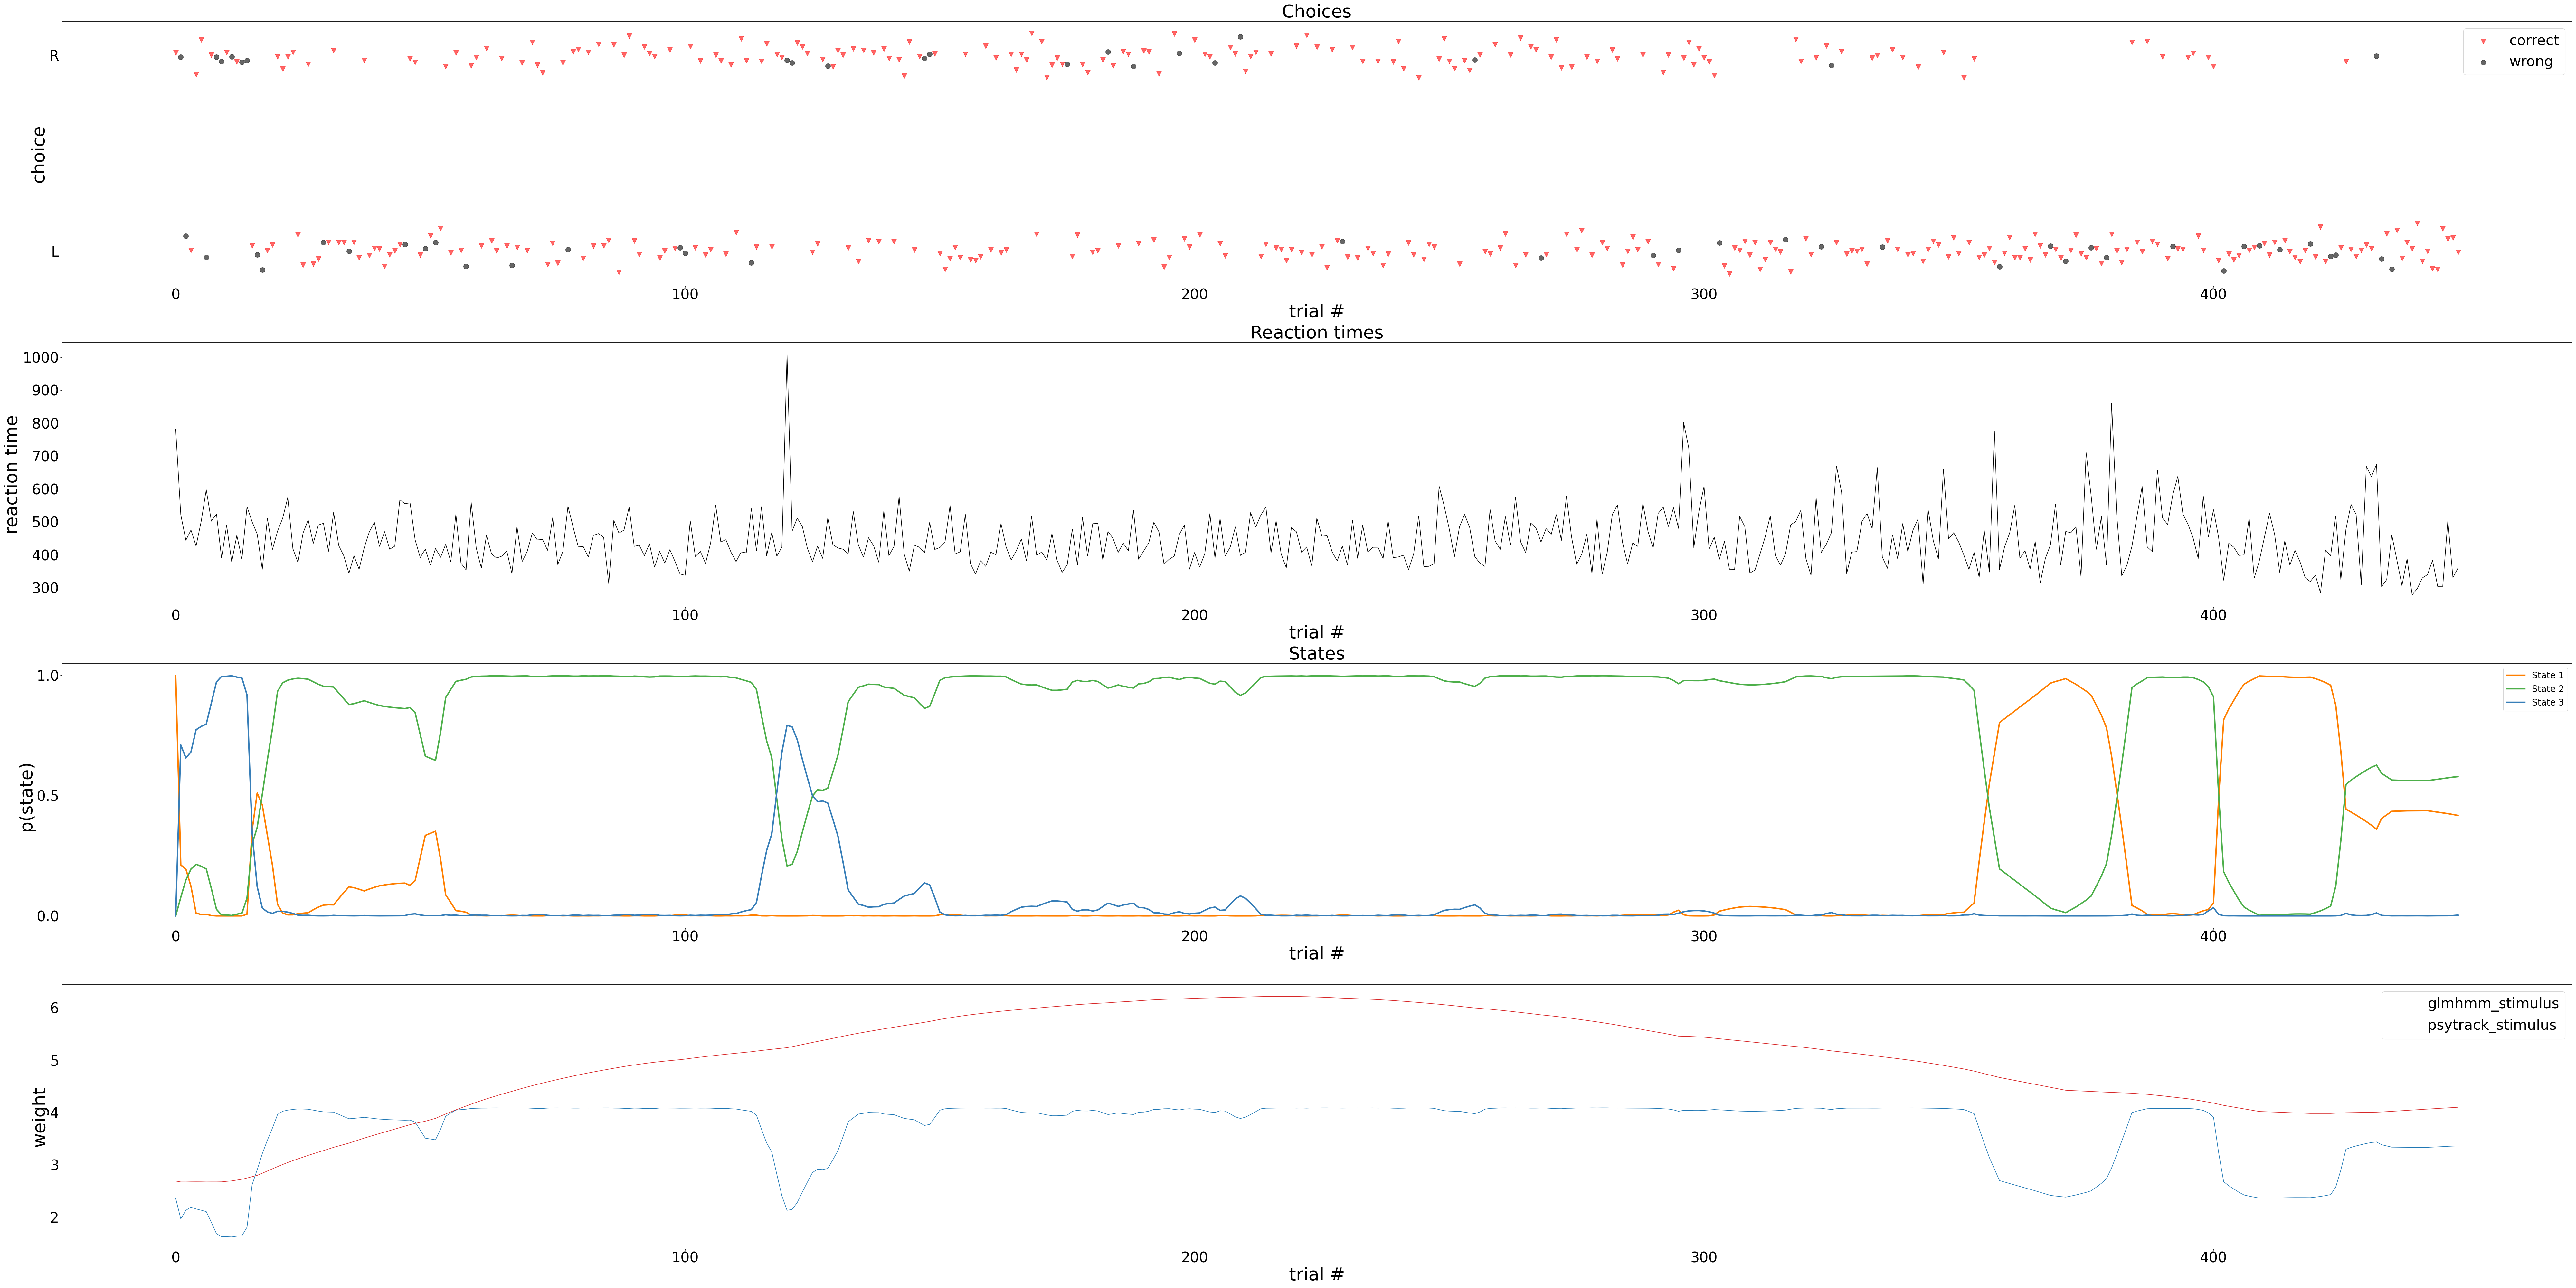 Choices
R
L
choice
correct
wrong
0 100 200 300 400
trial #
Reaction times
1000
900
800
700
600
500
400
300
reaction time
0 100 200 300 400
trial #
States
1.0
0.5
0.0
p(state)
State 1
State 2
State 3
0 100 200 300 400
trial #
6
5
4
3
2
weight
glmhmm_stimulus
psytrack_stimulus
0 100 200 300 400
trial #